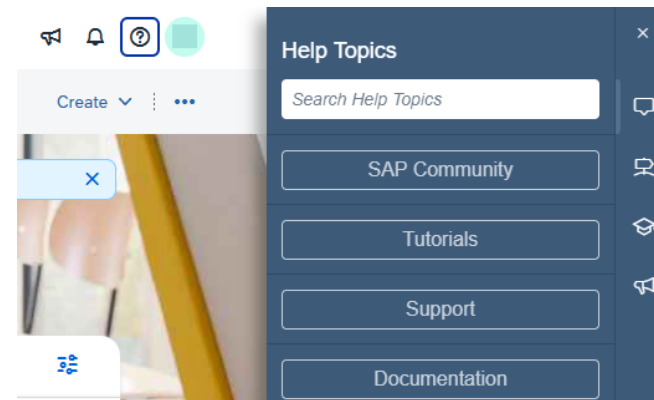 Help Topics
Search Help Topics
Create
SAP Community
Tutorials
Support
Documentation